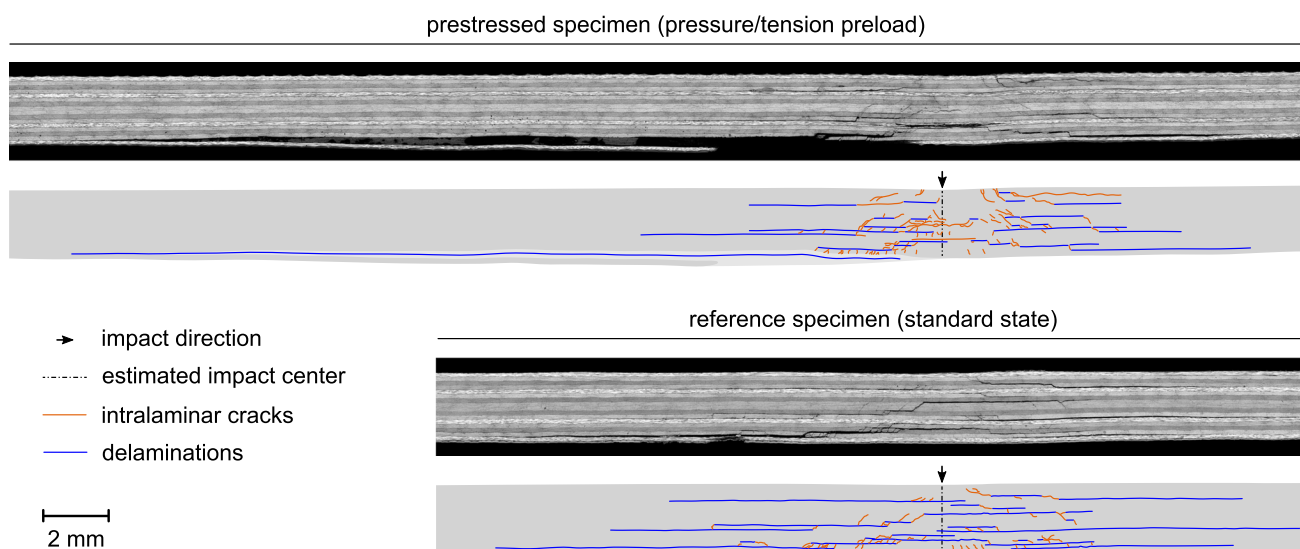 prestressed specimen (pressure/tension preload)
reference specimen (standard state)
impact direction
estimated impact center
intralaminar cracks
delaminations
2 mm